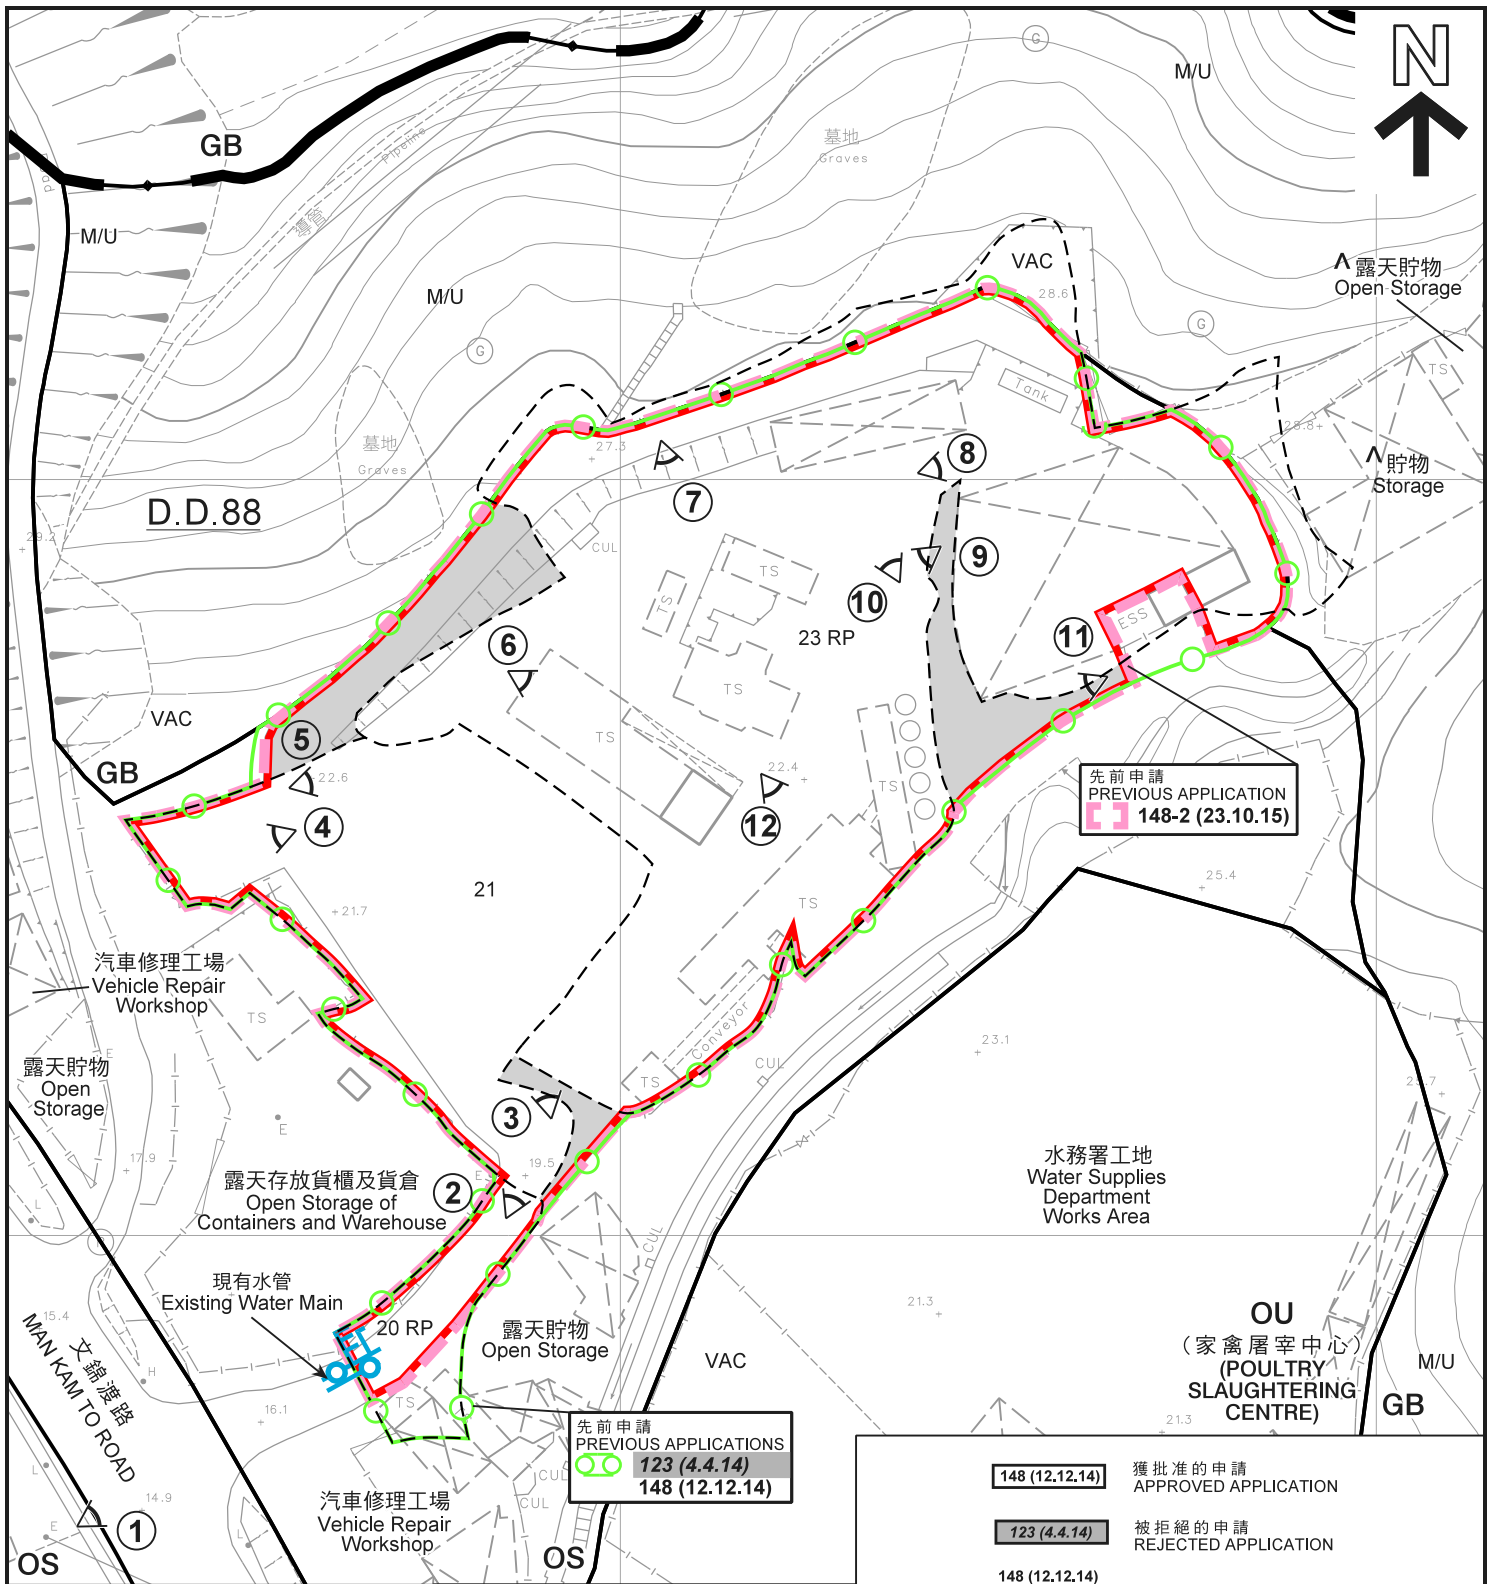 N
GB
M/U
G
墓地
Graves
Pipeline
導管
M/U
M/U
VAC
28.6
^ 露天貯物
Open Storage
G
G
TS
Tank
墓地
Graves
27.3
28.8
^ 貯物
Storage
8
7
D.D.88
29.2
CUL
TS
TS
9
10
23 RP
ESS
11
6
TS
VAC
TS
5
GB
22.6
22.4
TS
先前申請
PREVIOUS APPLICATION
148-2 (23.10.15)
4
12
21
25.4
21.7
TS
汽車修理工場
Vehicle Repair
Workshop
TS
Conveyor
23.1
露天貯物
Open
Storage
E
E
TS
CUL
3
23.7
17.9
19.5
水務署工地
Water Supplies
Department
Works Area
露天存放貨櫃及貨倉
Open Storage of
Containers and Warehouse
2
ES
L
L
CUL
現有水管
Existing Water Main
15.4
20 RP
21.3
OU
(家禽屠宰中心)
(POULTRY
SLAUGHTERING
CENTRE)
M/U
GB
露天貯物
Open Storage
VAC
文錦渡路
MAN KAM TO ROAD
H
16.1
TS
21.3
先前申請
PREVIOUS APPLICATIONS
123 (4.4.14)
148 (12.12.14)
L
CUL
CUL
14.9
1
E
L
汽車修理工場
Vehicle Repair
Workshop
OS
OS
148 (12.12.14)
獲批准的申請
APPROVED APPLICATION
123 (4.4.14)
被拒絕的申請
REJECTED APPLICATION
148 (12.12.14)